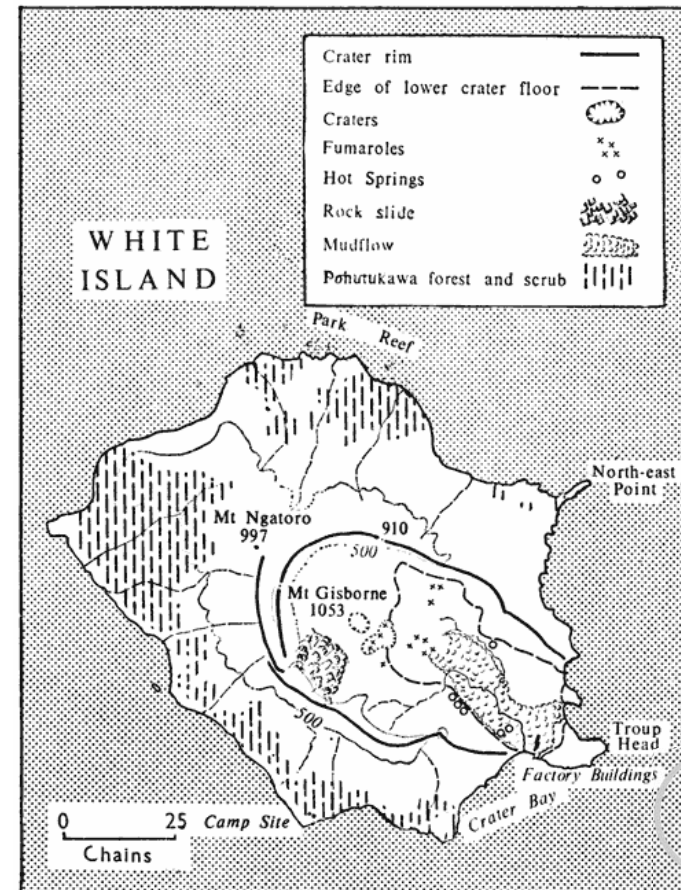 Crater rim
Edge of lower crater floor
Craters
Fumaroles
Hot Springs
Rock slide
Mudflow
Pohutukawa forest and scrub
WHITE
ISLAND
Park Reef
North-east
Point
Mt Ngatoro
997
910
500
Mt Gisborne
1053
500
Troup
Head
Factory Buildings
Crater Bay
Camp Site
0 25
Chains